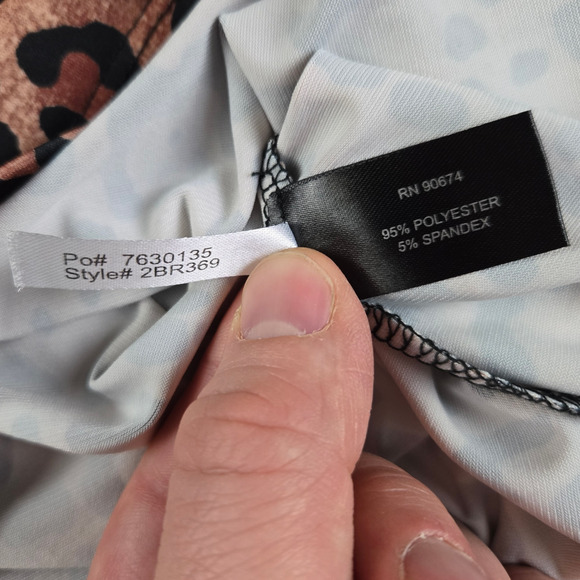 Po# 7630135
Style# 2BR369
RN 90674
95% POLYESTER
5% SPANDEX